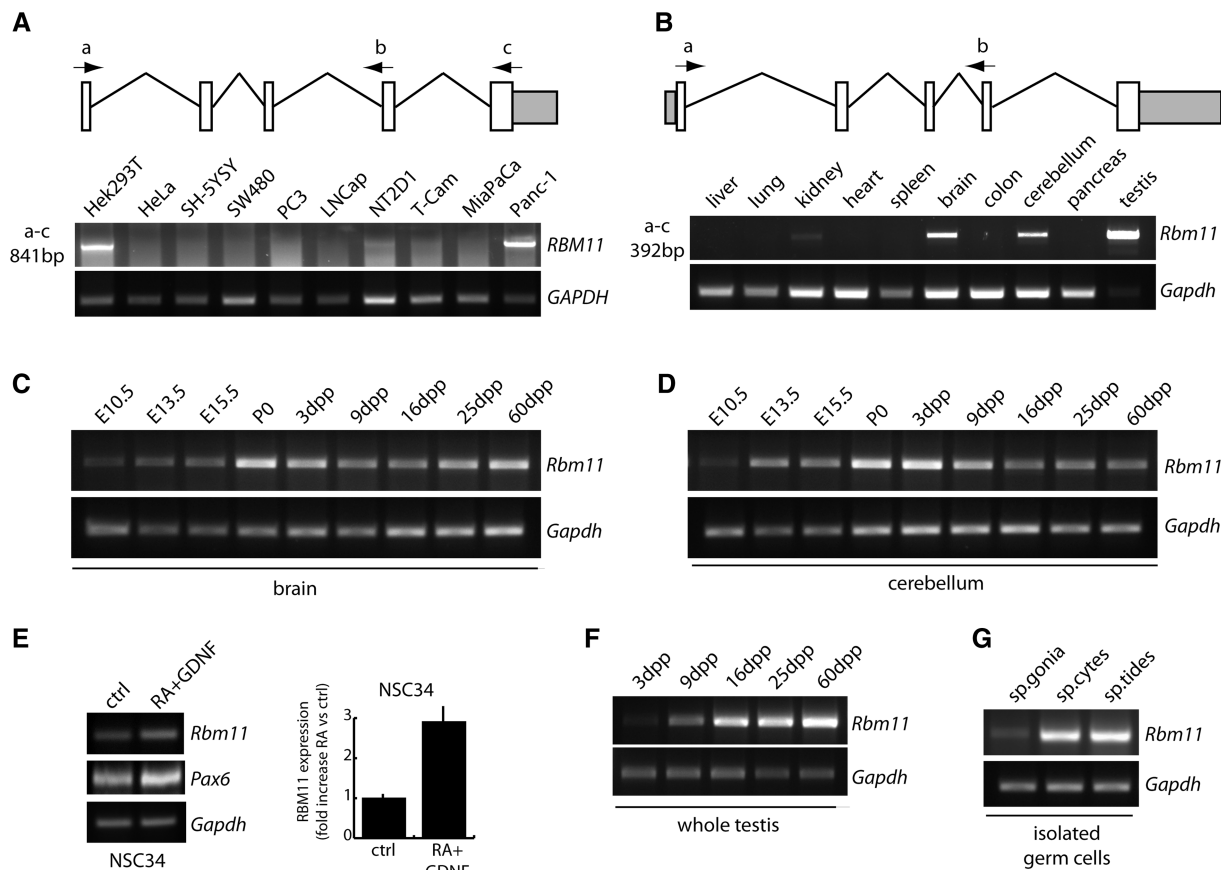 A
a
b
c
Hek293T
HeLa
SH-5YSY
SW480
PC3
LNCap
NT2D1
T-Cam
MiaPaCa
Panc-1
a-c
841bp
RBM11
GAPDH
B
a
b
liver
lung
kidney
heart
spleen
brain
colon
cerebellum
pancreas
testis
a-c
392bp
Rbm11
Gapdh
C
E10.5
E13.5
E15.5
P0
3dpp
9dpp
16dpp
25dpp
60dpp
Rbm11
Gapdh
brain
D
E10.5
E13.5
E15.5
P0
3dpp
9dpp
16dpp
25dpp
60dpp
Rbm11
Gapdh
cerebellum
E
ctrl
RA+GDNF
Rbm11
Pax6
Gapdh
NSC34
NSC34
RBM11 expression
(fold increase RA vs ctrl)
3
2
1
0
ctrl
RA+
GDNF
F
3dpp
9dpp
16dpp
25dpp
60dpp
Rbm11
Gapdh
whole testis
G
sp.gonia
sp.cytes
sp.tides
Rbm11
Gapdh
isolated
germ cells